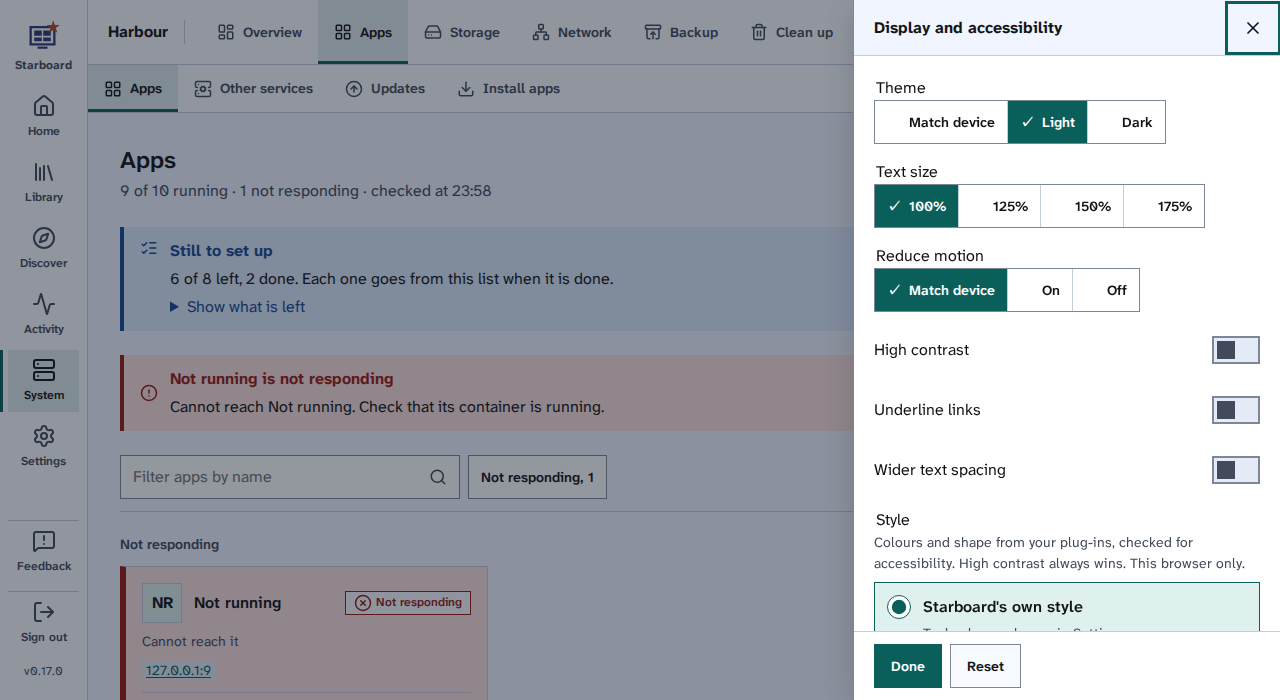 Starboard
Home
Library
Discover
Activity
System
Settings
Feedback
Sign out
v0.17.0
Harbour
Overview
Apps
Storage
Network
Backup
Clean up
Apps
Other services
Updates
Install apps
Apps
9 of 10 running · 1 not responding · checked at 23:58
Still to set up
6 of 8 left, 2 done. Each one goes from this list when it is done.
Show what is left
Not running is not responding
Cannot reach Not running. Check that its container is running.
Filter apps by name
Not responding, 1
Not responding
NR
Not running
Not responding
Cannot reach it
127.0.0.1:9
Display and accessibility
Theme
Match device
✓ Light
Dark
Text size
✓ 100%
125%
150%
175%
Reduce motion
✓ Match device
On
Off
High contrast
Underline links
Wider text spacing
Style
Colours and shape from your plug-ins, checked for
accessibility. High contrast always wins. This browser only.
Starboard's own style
Done
Reset